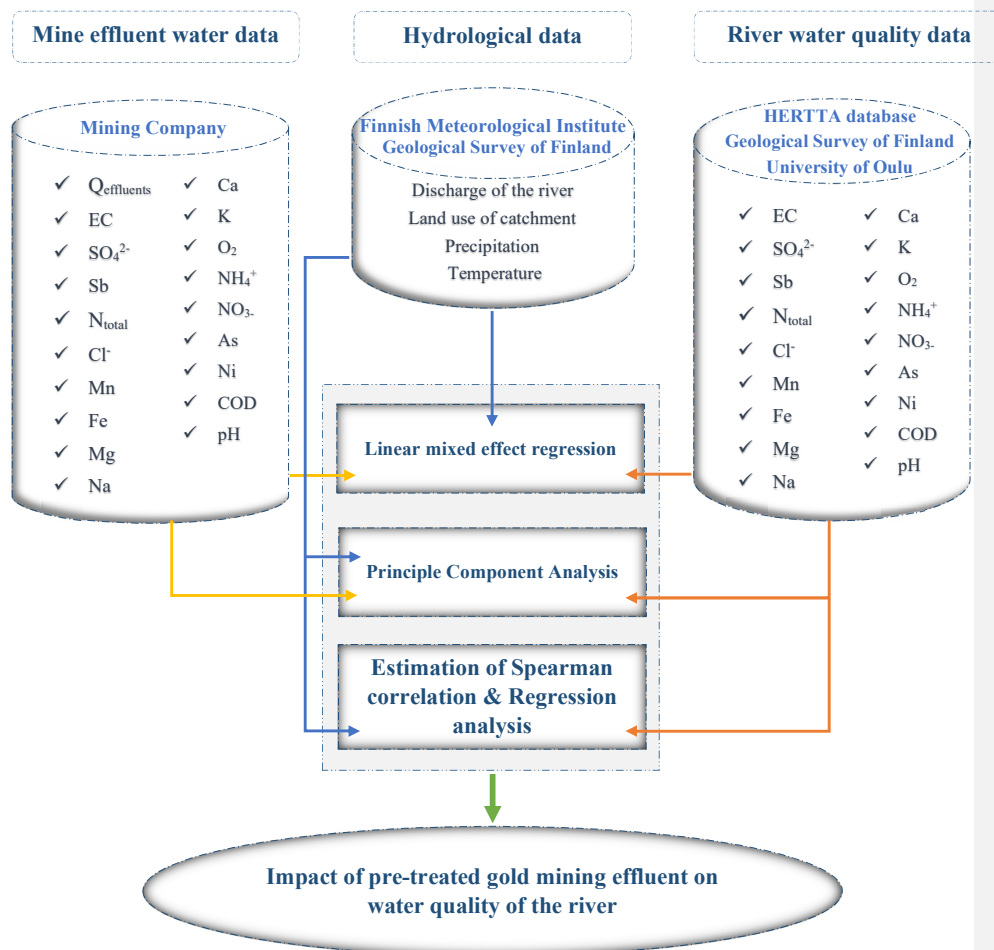 Mine effluent water data
Hydrological data
River water quality data
Mining Company
✓ Q_effluents
✓ EC
✓ SO₄²⁻
✓ Sb
✓ N_total
✓ Cl⁻
✓ Mn
✓ Fe
✓ Mg
✓ Na
✓ Ca
✓ K
✓ O₂
✓ NH₄⁺
✓ NO₃₋
✓ As
✓ Ni
✓ COD
✓ pH
Finnish Meteorological Institute
Geological Survey of Finland
Discharge of the river
Land use of catchment
Precipitation
Temperature
HERTTA database
Geological Survey of Finland
University of Oulu
✓ EC
✓ SO₄²⁻
✓ Sb
✓ N_total
✓ Cl⁻
✓ Mn
✓ Fe
✓ Mg
✓ Na
✓ Ca
✓ K
✓ O₂
✓ NH₄⁺
✓ NO₃₋
✓ As
✓ Ni
✓ COD
✓ pH
Linear mixed effect regression
Principle Component Analysis
Estimation of Spearman
correlation & Regression
analysis
Impact of pre-treated gold mining effluent on
water quality of the river